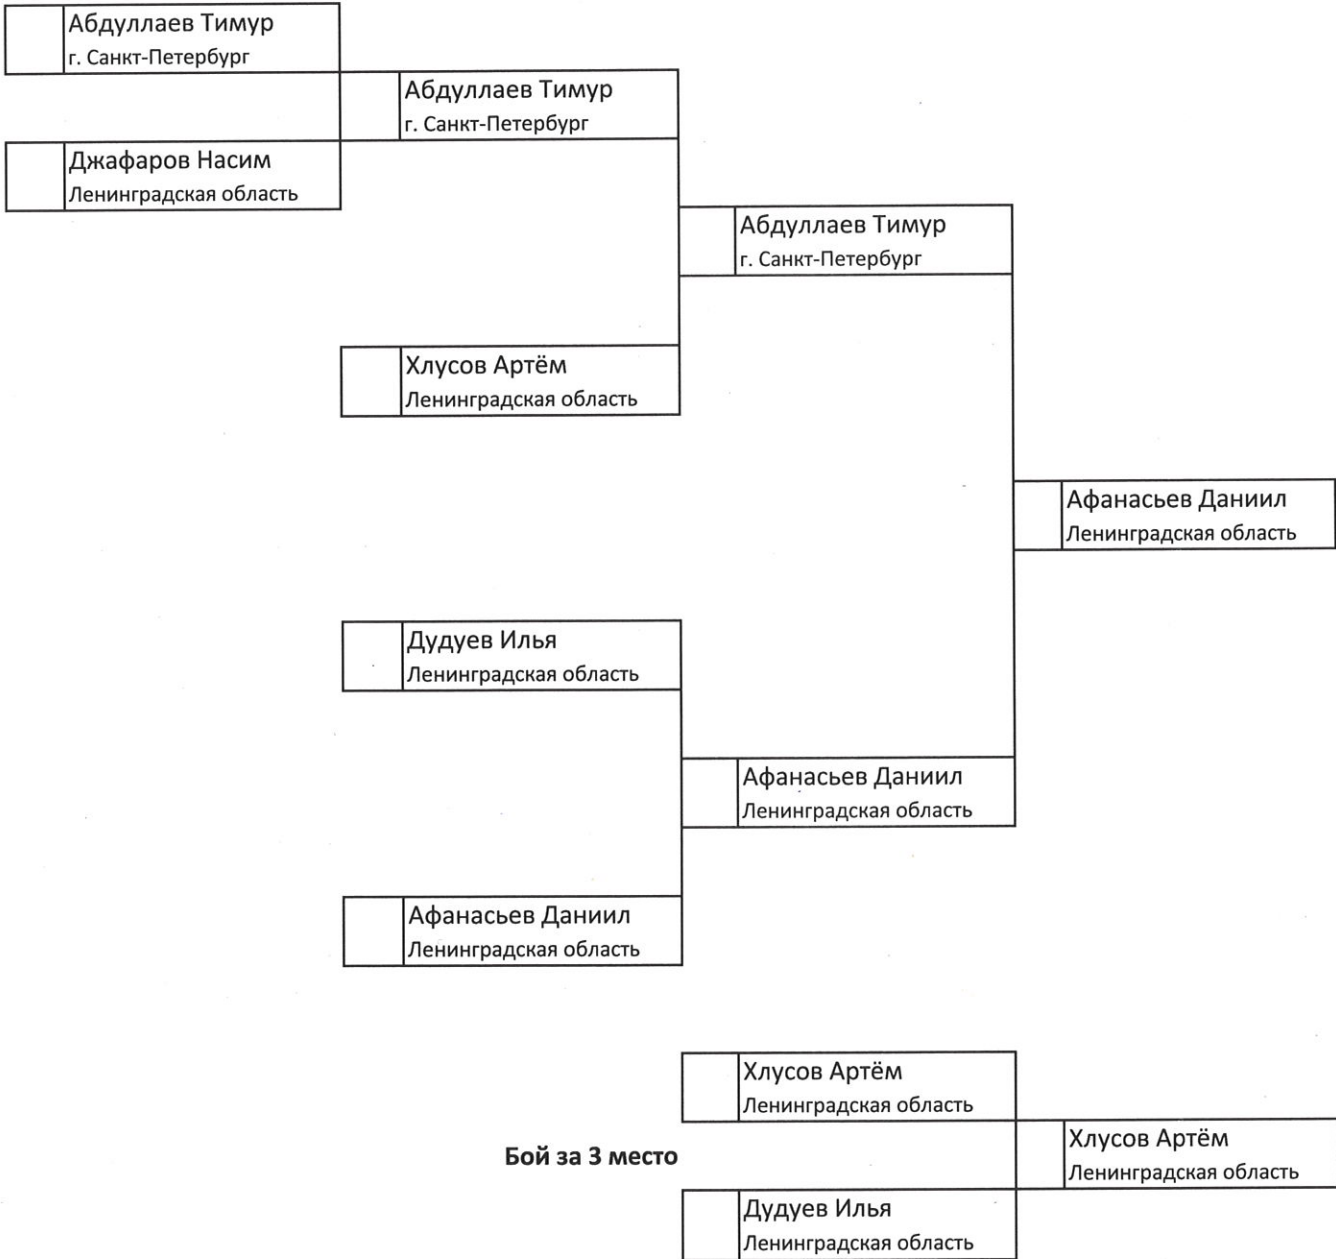 Абдуллаев Тимур
г. Санкт-Петербург
Абдуллаев Тимур
г. Санкт-Петербург
Джафаров Насим
Ленинградская область
Абдуллаев Тимур
г. Санкт-Петербург
Хлусов Артём
Ленинградская область
Афанасьев Даниил
Ленинградская область
Дудуев Илья
Ленинградская область
Афанасьев Даниил
Ленинградская область
Афанасьев Даниил
Ленинградская область
Хлусов Артём
Ленинградская область
Бой за 3 место
Хлусов Артём
Ленинградская область
Дудуев Илья
Ленинградская область